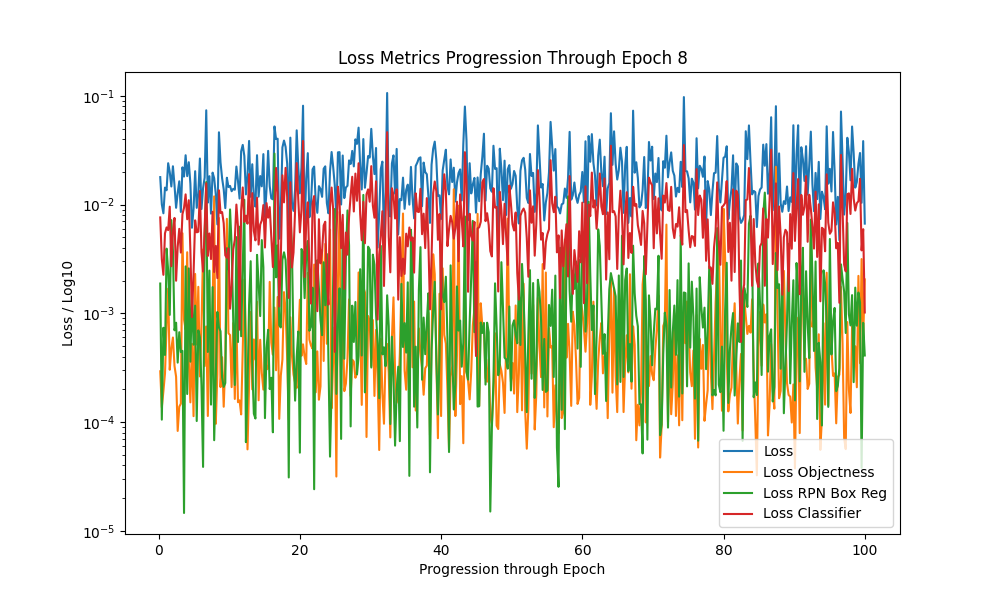 Loss Metrics Progression Through Epoch 8
Loss / Log10
10⁻¹
10⁻²
10⁻³
10⁻⁴
10⁻⁵
0 20 40 60 80 100
Progression through Epoch
Loss
Loss Objectness
Loss RPN Box Reg
Loss Classifier